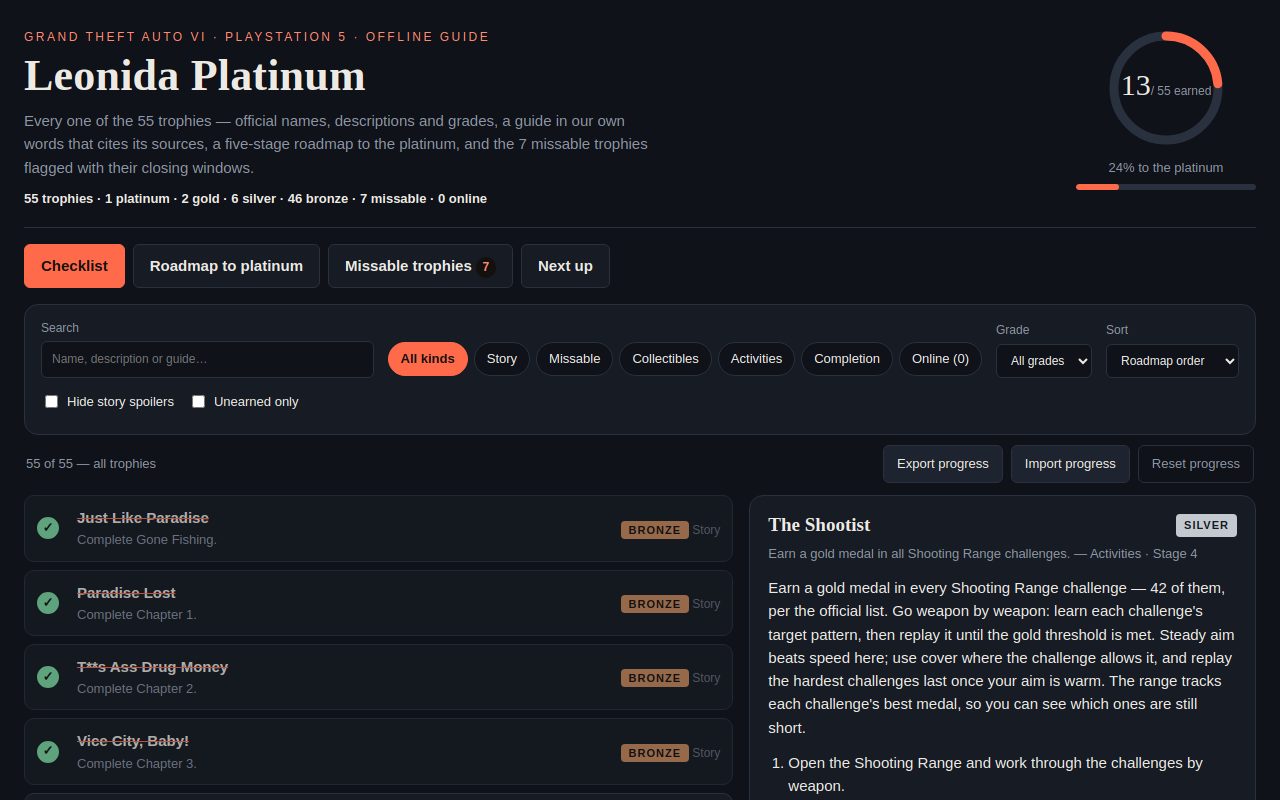 GRAND THEFT AUTO VI · PLAYSTATION 5 · OFFLINE GUIDE
Leonida Platinum
Every one of the 55 trophies — official names, descriptions and grades, a guide in our own
words that cites its sources, a five-stage roadmap to the platinum, and the 7 missable trophies
flagged with their closing windows.
55 trophies · 1 platinum · 2 gold · 6 silver · 46 bronze · 7 missable · 0 online
13 / 55 earned
24% to the platinum
Checklist
Roadmap to platinum
Missable trophies 7
Next up
Search
Name, description or guide…
All kinds
Story
Missable
Collectibles
Activities
Completion
Online (0)
Grade
All grades
Sort
Roadmap order
Hide story spoilers
Unearned only
55 of 55 — all trophies
Export progress
Import progress
Reset progress
✓ Just Like Paradise
Complete Gone Fishing.
BRONZE Story
✓ Paradise Lost
Complete Chapter 1.
BRONZE Story
✓ T**s Ass Drug Money
Complete Chapter 2.
BRONZE Story
✓ Vice City, Baby!
Complete Chapter 3.
BRONZE Story
The Shootist
SILVER
Earn a gold medal in all Shooting Range challenges. — Activities · Stage 4
Earn a gold medal in every Shooting Range challenge — 42 of them,
per the official list. Go weapon by weapon: learn each challenge's
target pattern, then replay it until the gold threshold is met. Steady aim
beats speed here; use cover where the challenge allows it, and replay
the hardest challenges last once your aim is warm. The range tracks
each challenge's best medal, so you can see which ones are still
short.
1. Open the Shooting Range and work through the challenges by
weapon.